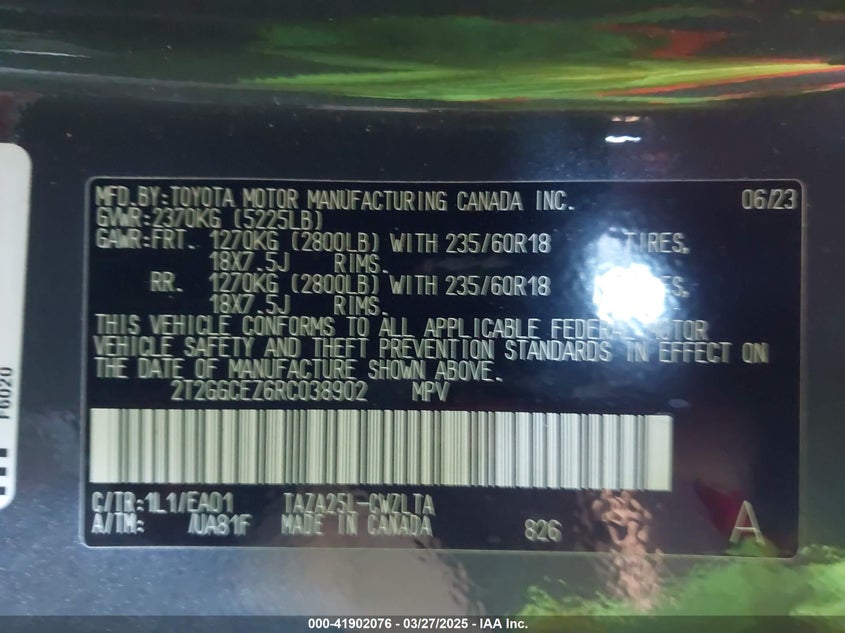 MFD.BY:TOYOTA MOTOR MANUFACTURING CANADA INC. 06/23
GVWR:2370KG (5225LB)
GAWR:FRT. 1270KG (2800LB) WITH 235/60R18 TIRES,
18X7.5J RIMS.
RR. 1270KG (2800LB) WITH 235/60R18
18X7.5J RIMS.
THIS VEHICLE CONFORMS TO ALL APPLICABLE FEDERAL MOTOR
VEHICLE SAFETY AND THEFT PREVENTION STANDARDS IN EFFECT ON
THE DATE OF MANUFACTURE SHOWN ABOVE.
2T2GGCEZ6RC038902 MPV
C/TR:1L1/EA01 TAZA25L-CWZLTA
A/TM: /UA81F MADE IN CANADA 826 A
F6020
000-41902076 — 03/27/2025 — IAA Inc.